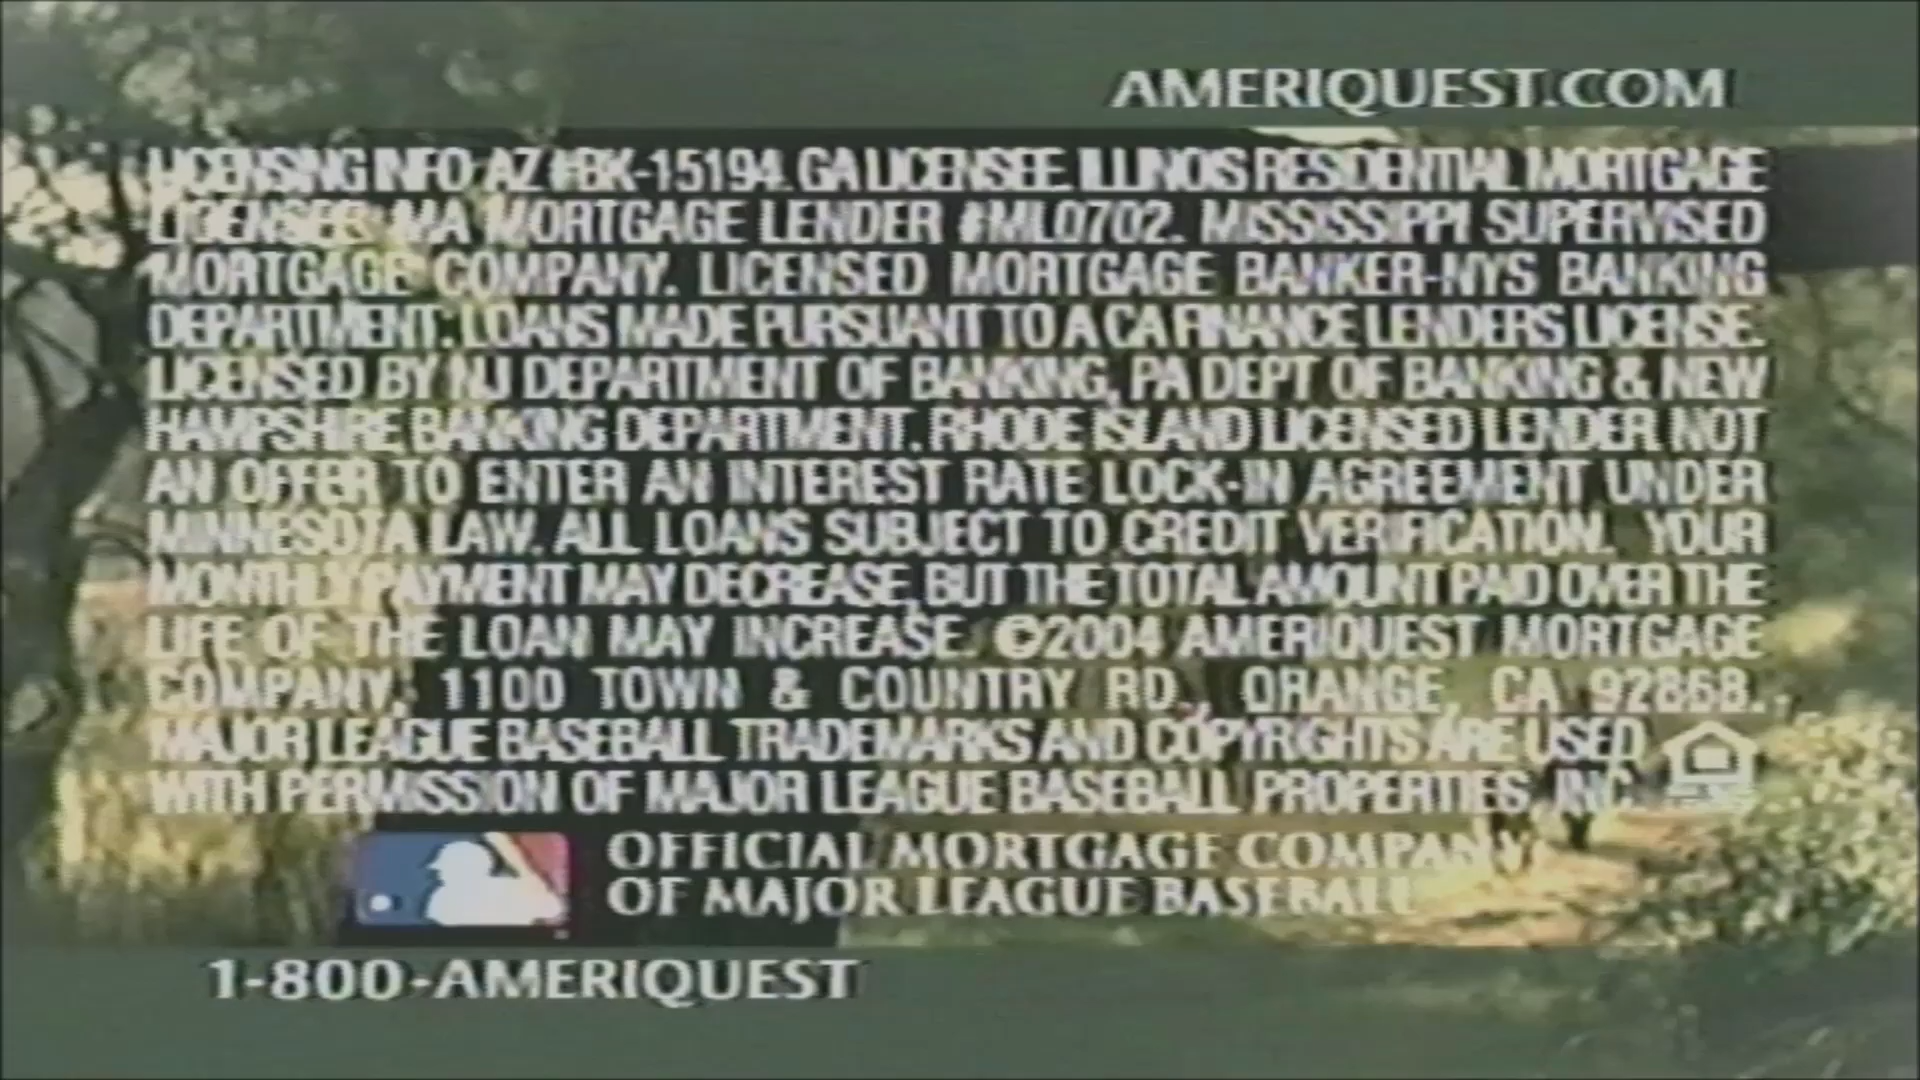 AMERIQUEST.COM
LICENSING INFO: AZ #BK-15194. GA LICENSEE. ILLINOIS RESIDENTIAL MORTGAGE
LICENSEE. MA MORTGAGE LENDER #ML0702. MISSISSIPPI SUPERVISED
MORTGAGE COMPANY. LICENSED MORTGAGE BANKER-NYS BANKING
DEPARTMENT. LOANS MADE PURSUANT TO A CA FINANCE LENDERS LICENSE.
LICENSED BY NJ DEPARTMENT OF BANKING, PA DEPT OF BANKING & NEW
HAMPSHIRE BANKING DEPARTMENT. RHODE ISLAND LICENSED LENDER. NOT
AN OFFER TO ENTER AN INTEREST RATE LOCK-IN AGREEMENT UNDER
MINNESOTA LAW. ALL LOANS SUBJECT TO CREDIT VERIFICATION. YOUR
MONTHLY PAYMENT MAY DECREASE, BUT THE TOTAL AMOUNT PAID OVER THE
LIFE OF THE LOAN MAY INCREASE. ©2004 AMERIQUEST MORTGAGE
COMPANY, 1100 TOWN & COUNTRY RD., ORANGE, CA 92868.
MAJOR LEAGUE BASEBALL TRADEMARKS AND COPYRIGHTS ARE USED
WITH PERMISSION OF MAJOR LEAGUE BASEBALL PROPERTIES, INC.
OFFICIAL MORTGAGE COMPANY
OF MAJOR LEAGUE BASEBALL
1-800-AMERIQUEST